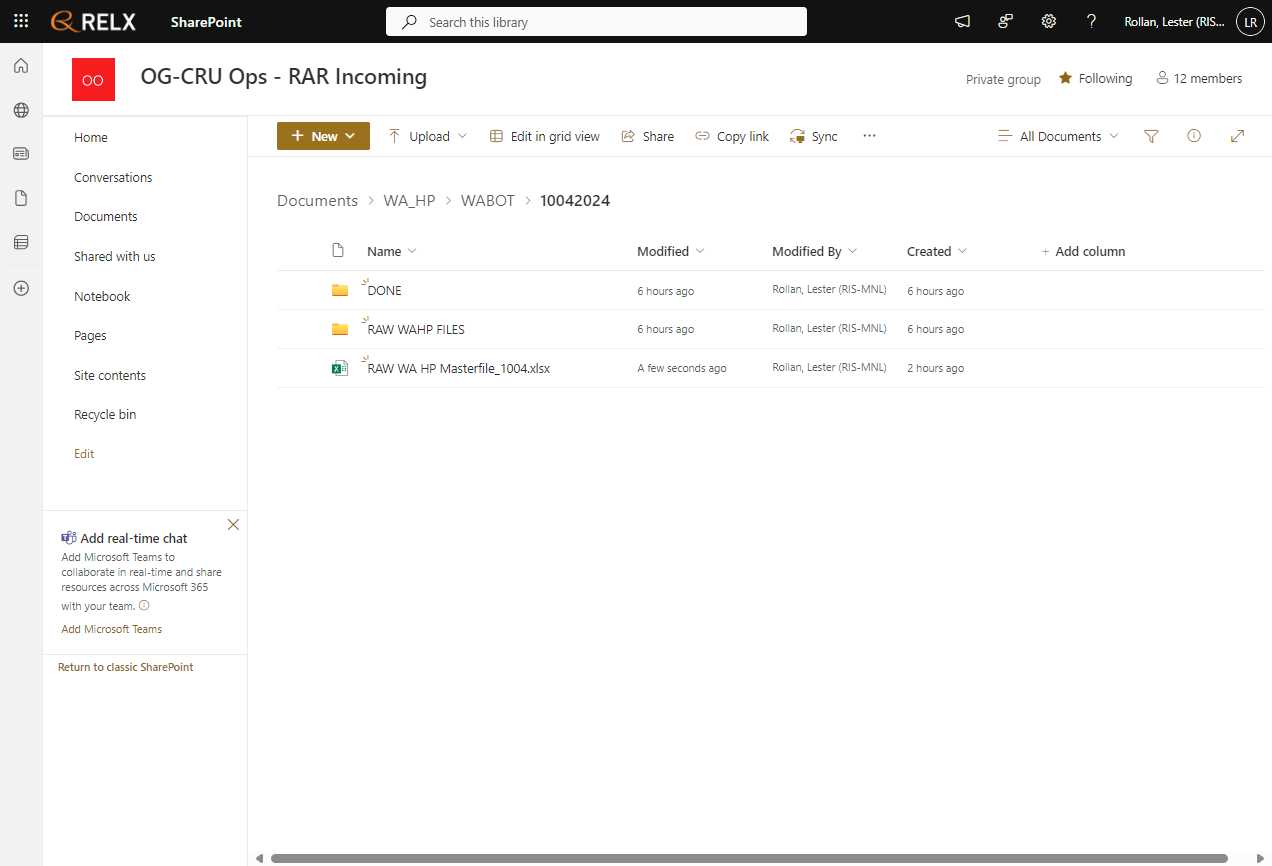 RELX SharePoint Search this library Rollan, Lester (RIS... LR
OO OG-CRU Ops - RAR Incoming Private group Following 12 members
Home
Conversations
Documents
Shared with us
Notebook
Pages
Site contents
Recycle bin
Edit
Add real-time chat
Add Microsoft Teams to
collaborate in real-time and share
resources across Microsoft 365
with your team.
Add Microsoft Teams
Return to classic SharePoint
New Upload Edit in grid view Share Copy link Sync ... All Documents
Documents > WA_HP > WABOT > 10042024
Name Modified Modified By Created + Add column
DONE 6 hours ago Rollan, Lester (RIS-MNL) 6 hours ago
RAW WAHP FILES 6 hours ago Rollan, Lester (RIS-MNL) 6 hours ago
RAW WA HP Masterfile_1004.xlsx A few seconds ago Rollan, Lester (RIS-MNL) 2 hours ago